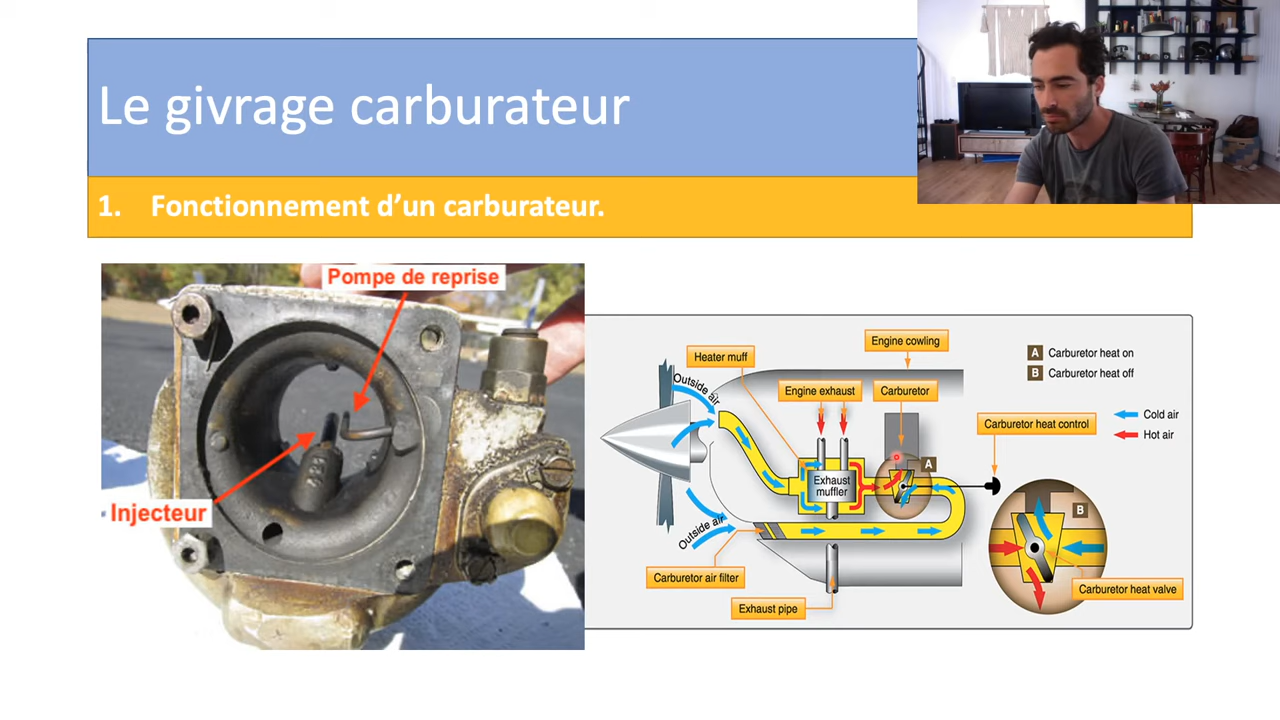 Le givrage carburateur
1. Fonctionnement d’un carburateur.
Pompe de reprise
Injecteur
Engine cowling
Heater muff
Outside air
Engine exhaust
Carburetor
A Carburetor heat on
B Carburetor heat off
Cold air
Hot air
Carburetor heat control
A
Exhaust
muffler
B
Outside air
Carburetor air filter
Exhaust pipe
Carburetor heat valve